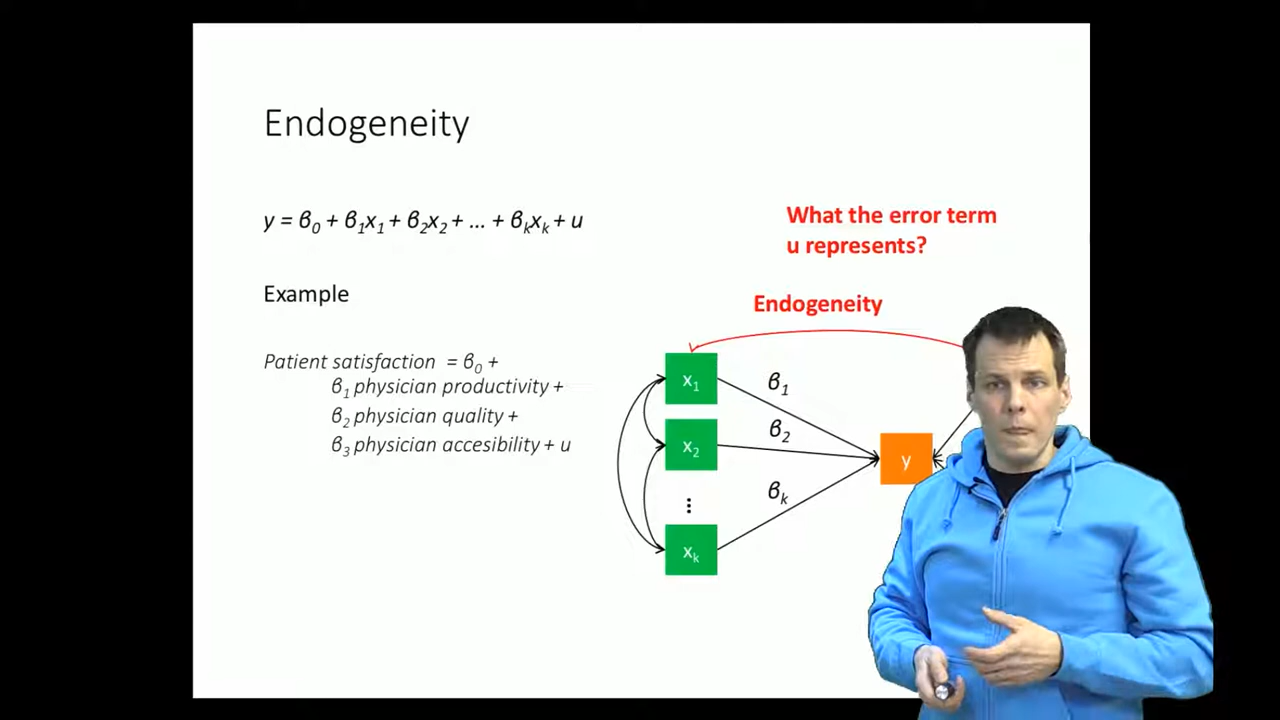 Endogeneity
y = β0 + β1x1 + β2x2 + ... + βkxk + u
What the error term
u represents?
Example
Endogeneity
Patient satisfaction = β0 +
β1 physician productivity +
β2 physician quality +
β3 physician accesibility + u
x1
β1
x2
β2
y
⋮
βk
xk